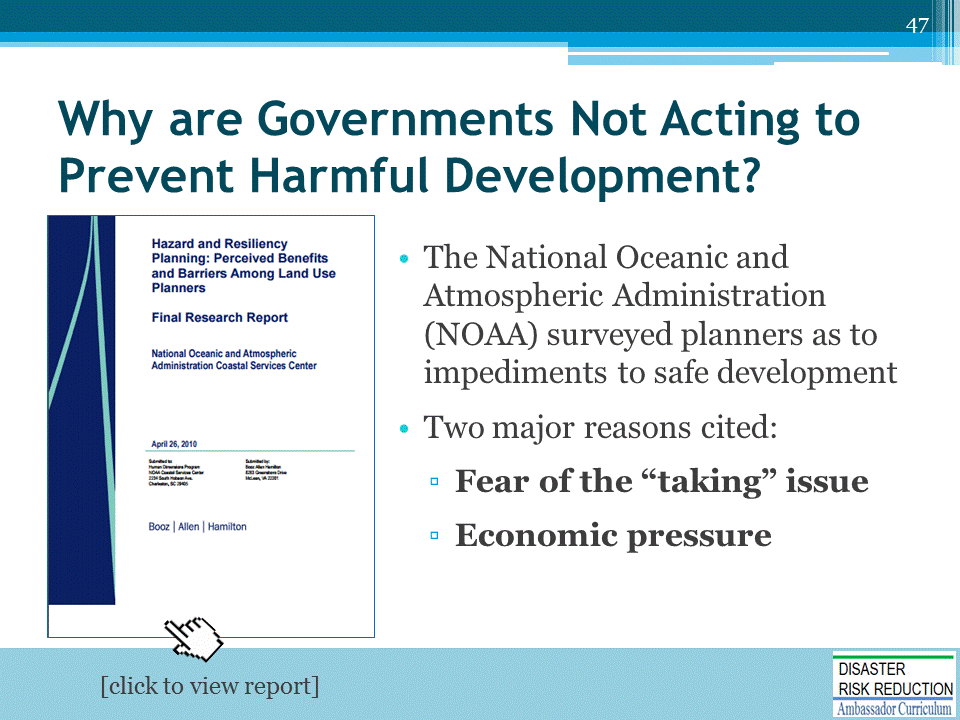 47
Why are Governments Not Acting to
Prevent Harmful Development?
Hazard and Resiliency
Planning: Perceived Benefits
and Barriers Among Land Use
Planners
Final Research Report
National Oceanic and Atmospheric
Administration Coastal Services Center
April 26, 2010
Submitted to:
Human Dimensions Program
NOAA Coastal Services Center
2234 South Hobson Ave.
Charleston, SC 29405
Submitted by:
Booz Allen Hamilton
8283 Greensboro Drive
McLean, VA
Booz | Allen | Hamilton
• The National Oceanic and
Atmospheric Administration
(NOAA) surveyed planners as to
impediments to safe development
• Two major reasons cited:
▫ Fear of the “taking” issue
▫ Economic pressure
[click to view report]
DISASTER
RISK REDUCTION
Ambassador Curriculum